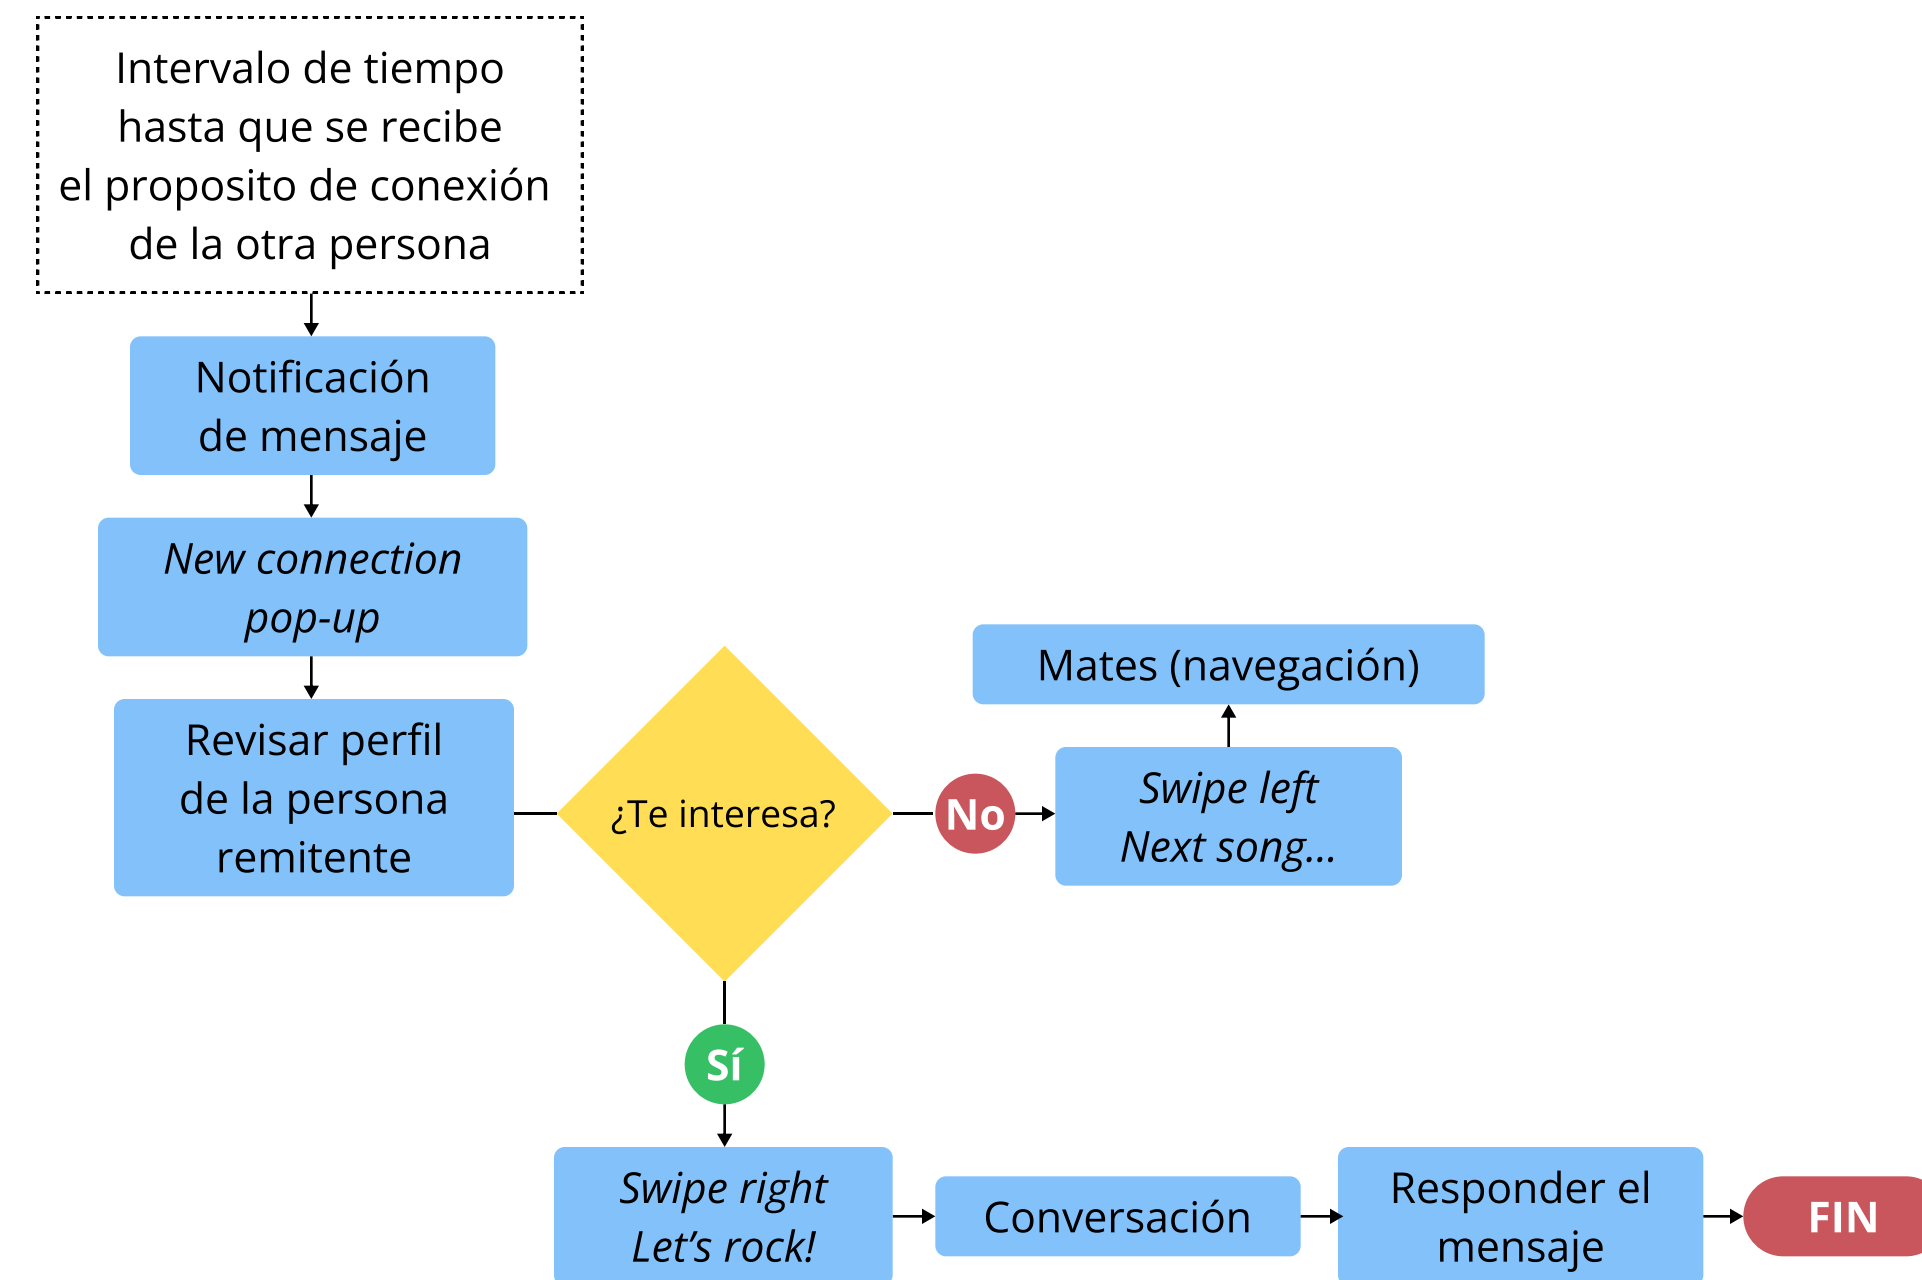 Intervalo de tiempo
hasta que se recibe
el proposito de conexión
de la otra persona
Notificación
de mensaje
New connection
pop-up
Revisar perfil
de la persona
remitente
¿Te interesa?
No
Swipe left
Next song...
Mates (navegación)
Sí
Swipe right
Let’s rock!
Conversación
Responder el
mensaje
FIN